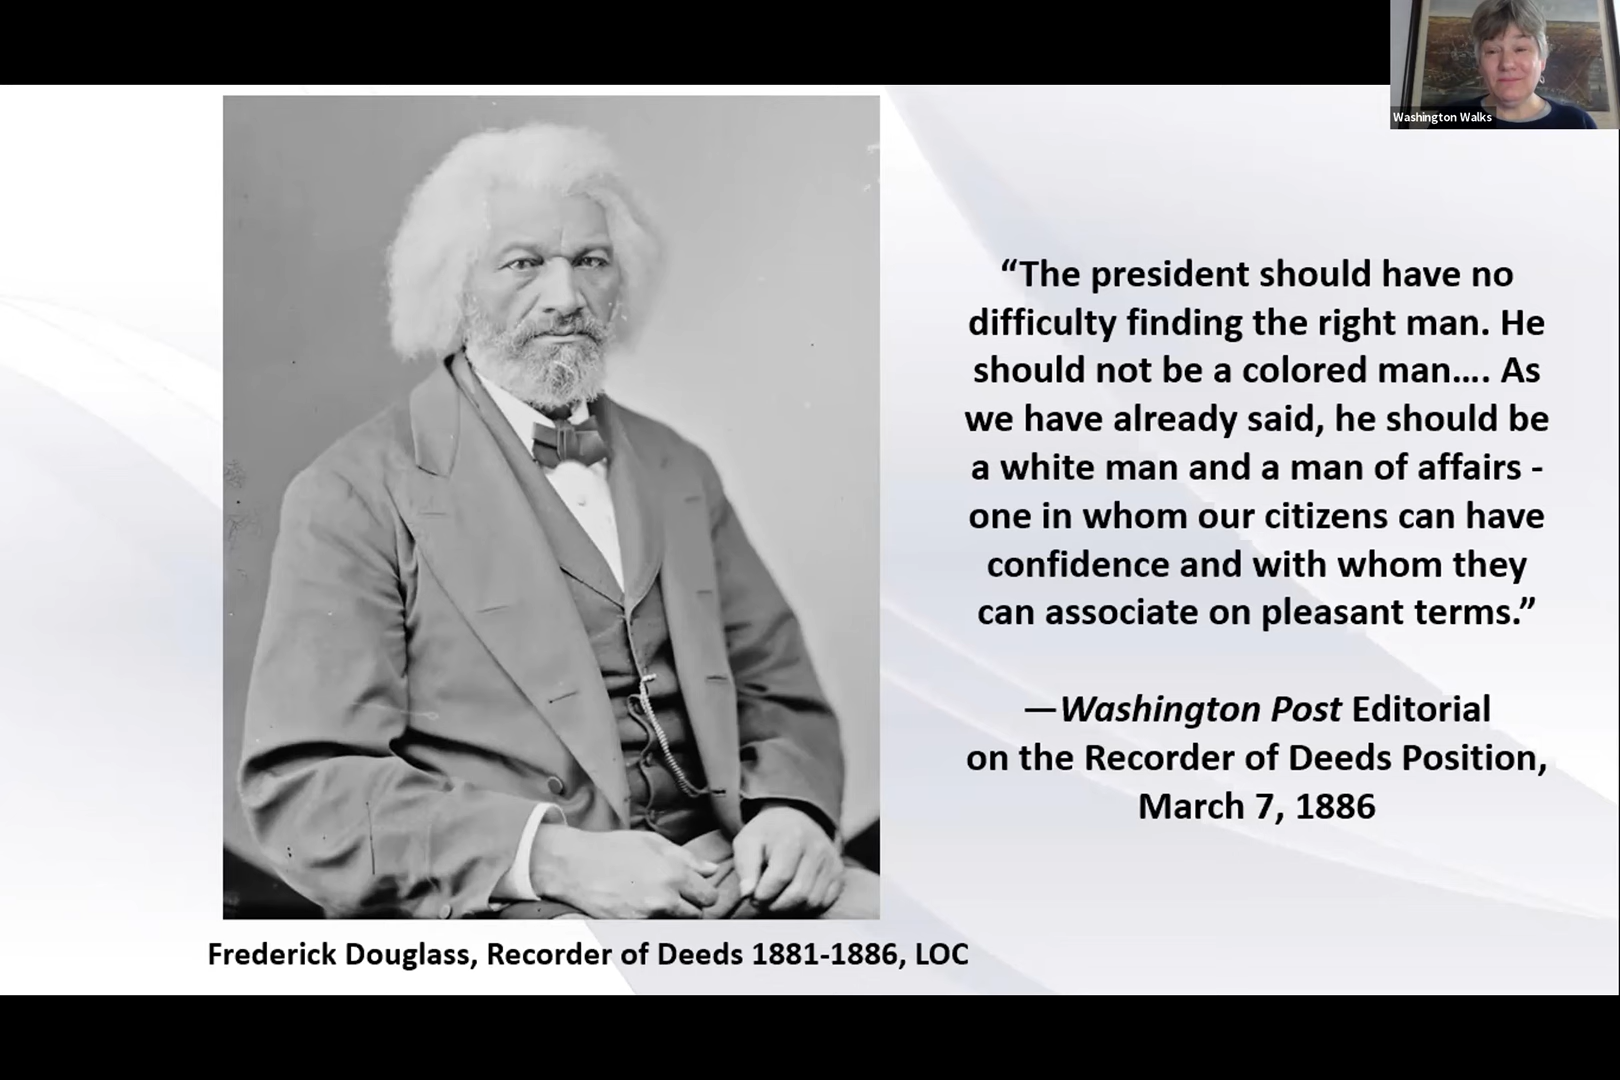 Washington Walks
“The president should have no
difficulty finding the right man. He
should not be a colored man.... As
we have already said, he should be
a white man and a man of affairs -
one in whom our citizens can have
confidence and with whom they
can associate on pleasant terms.”
—Washington Post Editorial
on the Recorder of Deeds Position,
March 7, 1886
Frederick Douglass, Recorder of Deeds 1881-1886, LOC